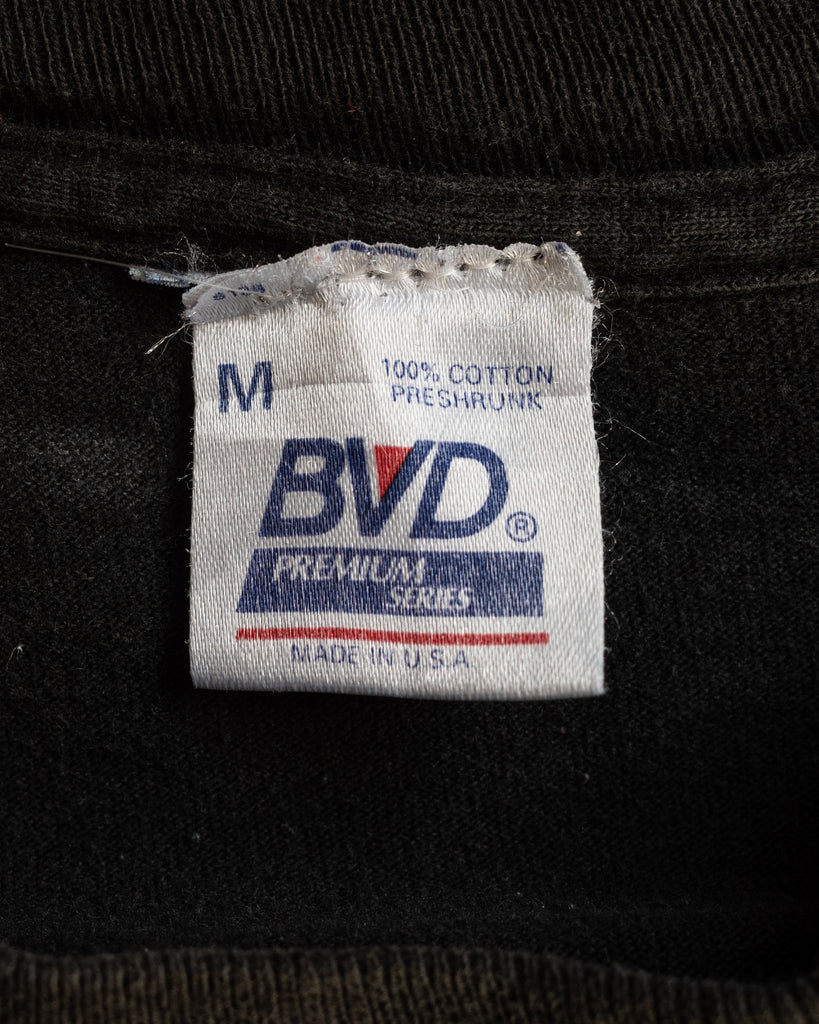 M
100% COTTON
PRESHRUNK
BVD®
PREMIUM
SERIES
MADE IN U.S.A.